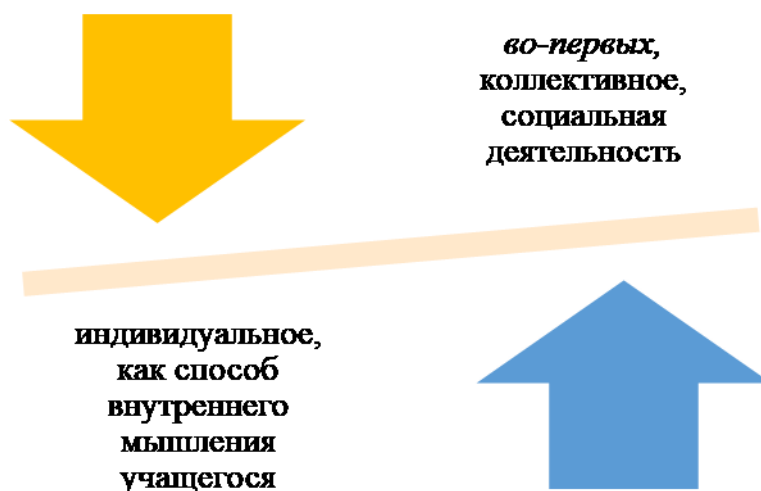 во-первых,
коллективное,
социальная
деятельность
индивидуальное,
как способ
внутреннего
мышления
учащегося